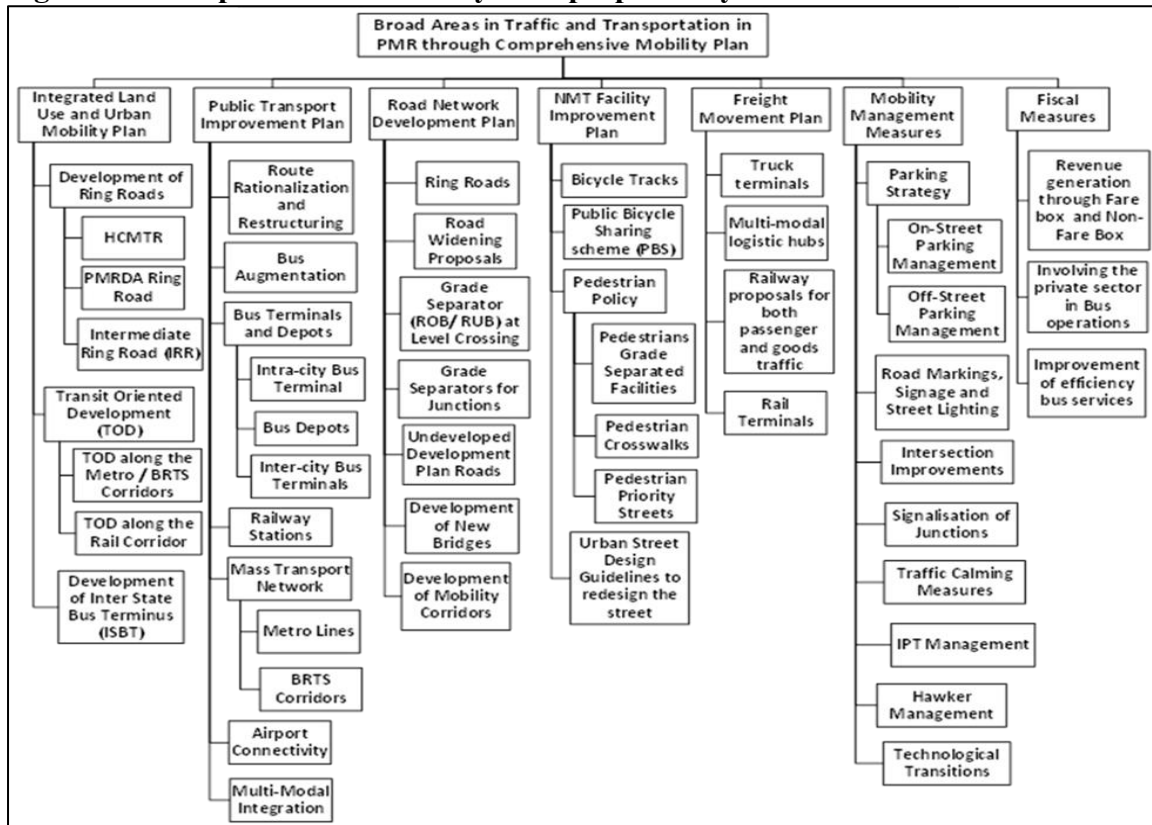 Broad Areas in Traffic and Transportation in
PMR through Comprehensive Mobility Plan
Integrated Land
Use and Urban
Mobility Plan
Development of
Ring Roads
HCMTR
PMRDA Ring
Road
Intermediate
Ring Road (IRR)
Transit Oriented
Development
(TOD)
TOD along the
Metro / BRTS
Corridors
TOD along the
Rail Corridor
Development
of Inter State
Bus Terminus
(ISBT)
Public Transport
Improvement Plan
Route
Rationalization
and
Restructuring
Bus
Augmentation
Bus Terminals
and Depots
Intra-city Bus
Terminal
Bus Depots
Inter-city Bus
Terminals
Railway
Stations
Mass Transport
Network
Metro Lines
BRTS
Corridors
Airport
Connectivity
Multi-Modal
Integration
Road Network
Development Plan
Ring Roads
Road
Widening
Proposals
Grade
Separator
(ROB/ RUB) at
Level Crossing
Grade
Separators for
Junctions
Undeveloped
Development
Plan Roads
Development
of New
Bridges
Development
of Mobility
Corridors
NMT Facility
Improvement
Plan
Bicycle Tracks
Public Bicycle
Sharing
scheme (PBS)
Pedestrian
Policy
Pedestrians
Grade
Separated
Facilities
Pedestrian
Crosswalks
Pedestrian
Priority
Streets
Urban Street
Design
Guidelines to
redesign the
street
Freight
Movement Plan
Truck
terminals
Multi-modal
logistic hubs
Railway
proposals for
both
passenger
and goods
traffic
Rail
Terminals
Mobility
Management
Measures
Parking
Strategy
On-Street
Parking
Management
Off-Street
Parking
Management
Road Markings,
Signage and
Street Lighting
Intersection
Improvements
Signalisation of
Junctions
Traffic Calming
Measures
IPT Management
Hawker
Management
Technological
Transitions
Fiscal
Measures
Revenue
generation
through Fare
box and Non-
Fare Box
Involving the
private sector
in Bus
operations
Improvement
of efficiency
bus services